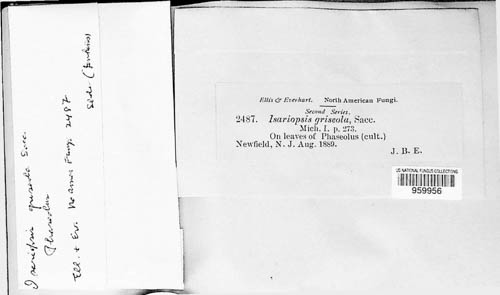 Isariopsis griseola Sacc.
Phaseolus
Ell. + Ev. No Amer Fung. 2487
Ellis & Everhart. North American Fungi.
Second Series.
2487. Isariopsis griseola, Sacc.
Mich. I. p. 273.
On leaves of Phaseolus (cult.)
Newfield, N. J. Aug. 1889.
J. B. E.
US NATIONAL FUNGUS COLLECTIONS
959956